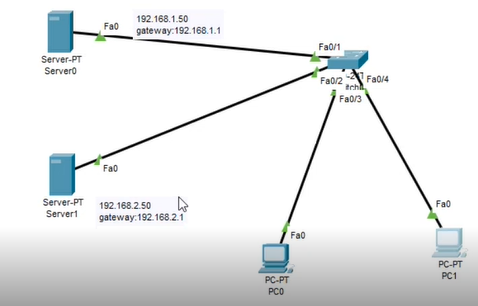 Fa0
192.168.1.50
gateway:192.168.1.1
Server-PT
Server0
Fa0/1
Fa0/2
Fa0/4
Fa0/3
Fa0
Server-PT
Server1
192.168.2.50
gateway:192.168.2.1
Fa0
PC-PT
PC0
Fa0
PC-PT
PC1